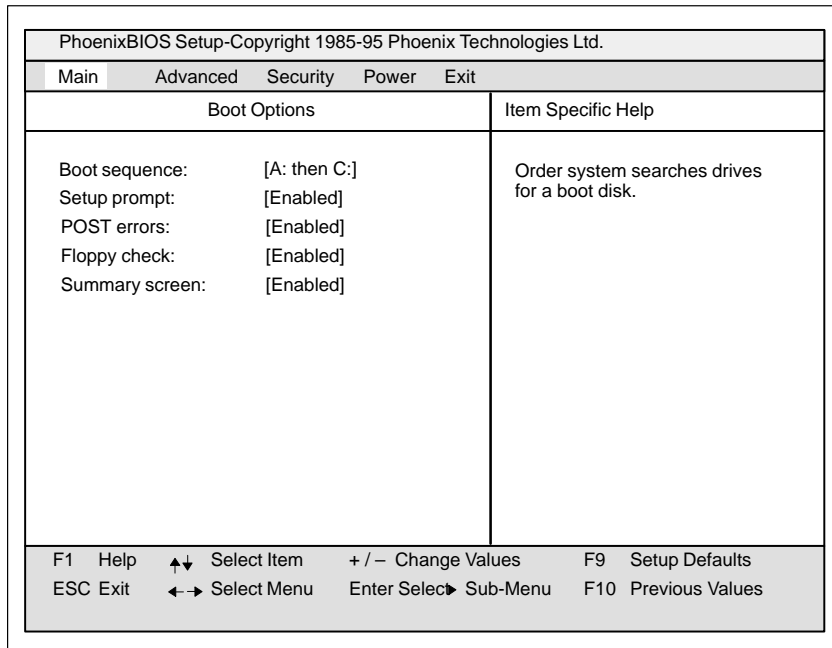 PhoenixBIOS Setup-Copyright 1985-95 Phoenix Technologies Ltd.
Main Advanced Security Power Exit
Boot Options
Item Specific Help
Boot sequence: [A: then C:]
Setup prompt: [Enabled]
POST errors: [Enabled]
Floppy check: [Enabled]
Summary screen: [Enabled]
Order system searches drives
for a boot disk.
F1 Help Select Item + / – Change Values F9 Setup Defaults
ESC Exit Select Menu Enter Select Sub-Menu F10 Previous Values